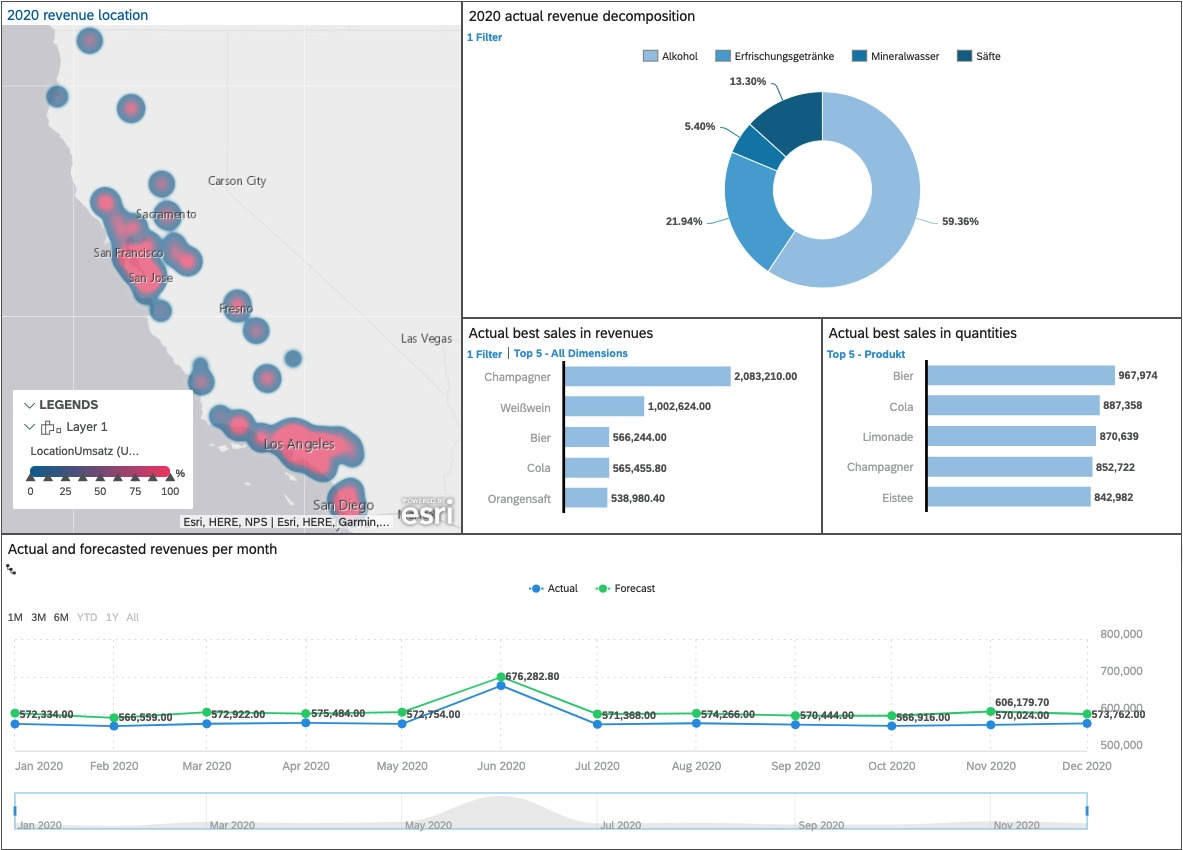 2020 revenue location
Carson City
Sacramento
San Francisco
San Jose
Fresno
Las Vegas
Los Angeles
San Diego
LEGENDS
Layer 1
LocationUmsatz (U...
%
0 25 50 75 100
POWERED BY
esri
Esri, HERE, NPS | Esri, HERE, Garmin,...
2020 actual revenue decomposition
1 Filter
Alkohol Erfrischungsgetränke Mineralwasser Säfte
13.30%
5.40%
21.94%
59.36%
Actual best sales in revenues
1 Filter | Top 5 - All Dimensions
Champagner 2,083,210.00
Weißwein 1,002,624.00
Bier 566,244.00
Cola 565,455.80
Orangensaft 538,980.40
Actual best sales in quantities
Top 5 - Produkt
Bier 967,974
Cola 887,358
Limonade 870,639
Champagner 852,722
Eistee 842,982
Actual and forecasted revenues per month
Actual Forecast
1M 3M 6M YTD 1Y All
800,000
700,000
600,000
500,000
572,334.00
566,559.00
572,922.00
575,484.00
572,754.00
676,282.80
571,368.00
574,266.00
570,444.00
566,916.00
606,179.70
570,024.00
573,762.00
Jan 2020 Feb 2020 Mar 2020 Apr 2020 May 2020 Jun 2020 Jul 2020 Aug 2020 Sep 2020 Oct 2020 Nov 2020 Dec 2020
Jan 2020 Mar 2020 May 2020 Jul 2020 Sep 2020 Nov 2020